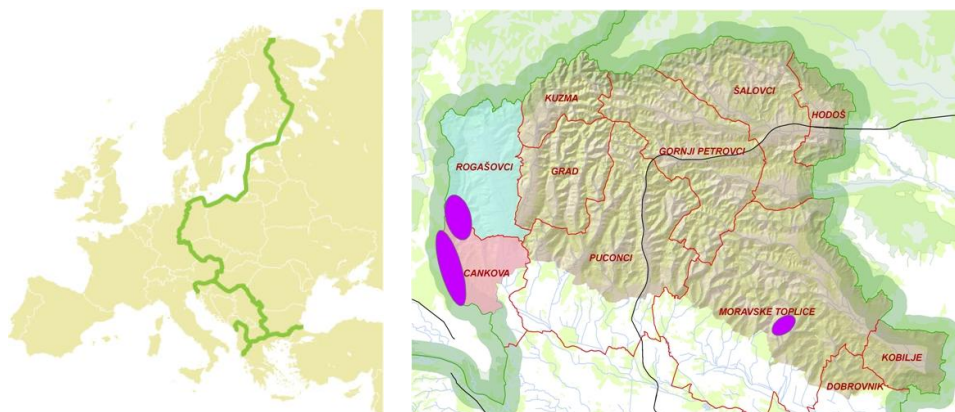 ŠALOVCI
KUZMA
HODOŠ
GORNJI PETROVCI
ROGAŠOVCI
GRAD
PUCONCI
CANKOVA
MORAVSKE TOPLICE
KOBILJE
DOBROVNIK